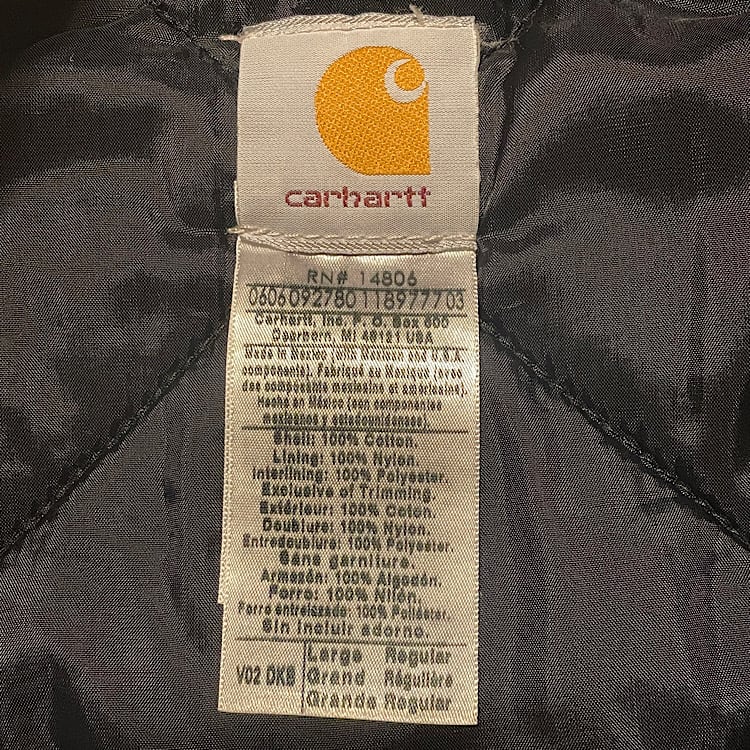 carhartt
RN# 14806
0606092780118977703
Carhartt, Inc. P. O. Box 600
Dearborn, MI 48121 USA
Made in Mexico (with Mexican and U.S.A.
components). Fabriqué au Mexique (avec
des composants mexicains et américains).
Hecho en México (con componentes
mexicanos y estadounidenses).
Shell: 100% Cotton.
Lining: 100% Nylon.
Interlining: 100% Polyester.
Exclusive of Trimming.
Extérieur: 100% Coton.
Doublure: 100% Nylon.
Entredoublure: 100% Polyester.
Sans garniture.
Armazón: 100% Algodón.
Forro: 100% Nilón.
Forro entrelazado: 100% Poliéster.
Sin incluir adorno.
V02 DKB
Large Regular
Grand Régulière
Grande Regular